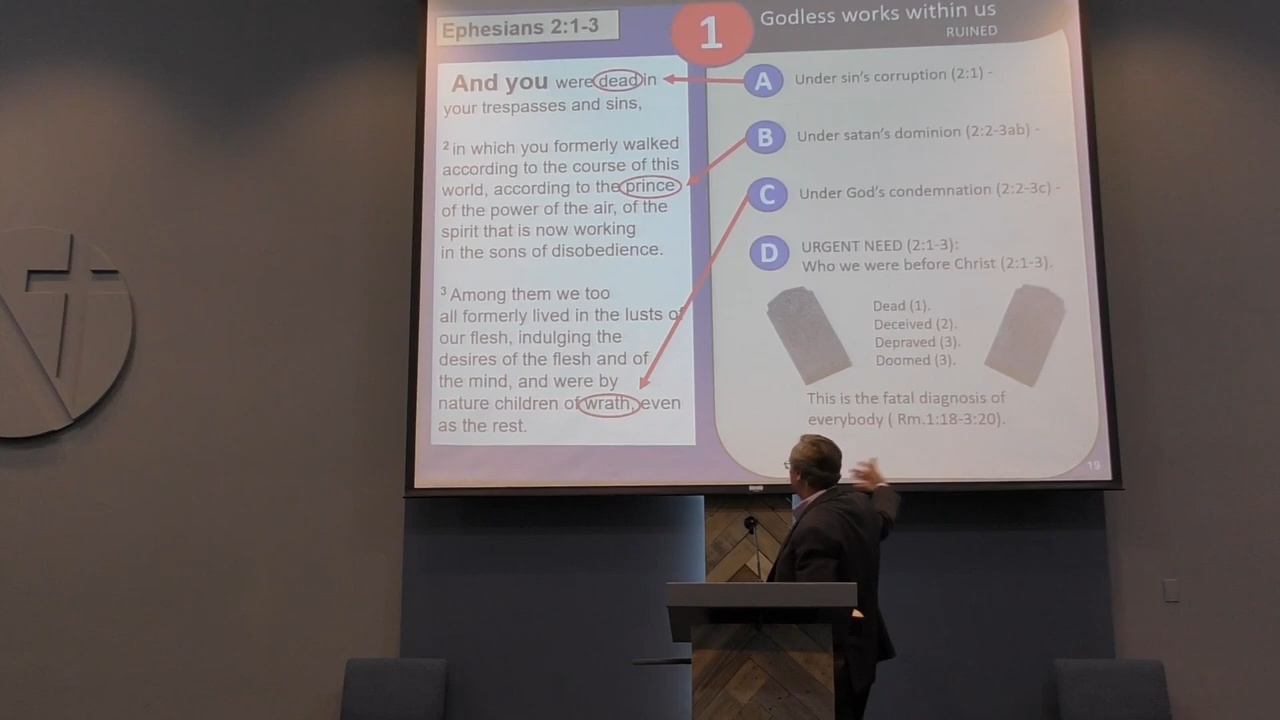 Ephesians 2:1-3
1
Godless works within us
RUINED
And you were dead in
your trespasses and sins,
2 in which you formerly walked
according to the course of this
world, according to the prince
of the power of the air, of the
spirit that is now working
in the sons of disobedience.
3 Among them we too
all formerly lived in the lusts of
our flesh, indulging the
desires of the flesh and of
the mind, and were by
nature children of wrath, even
as the rest.
A
Under sin's corruption (2:1) -
B
Under satan's dominion (2:2-3ab) -
C
Under God's condemnation (2:2-3c) -
D
URGENT NEED (2:1-3):
Who we were before Christ (2:1-3).
Dead (1).
Deceived (2).
Depraved (3).
Doomed (3).
This is the fatal diagnosis of
everybody ( Rm.1:18-3:20).
19